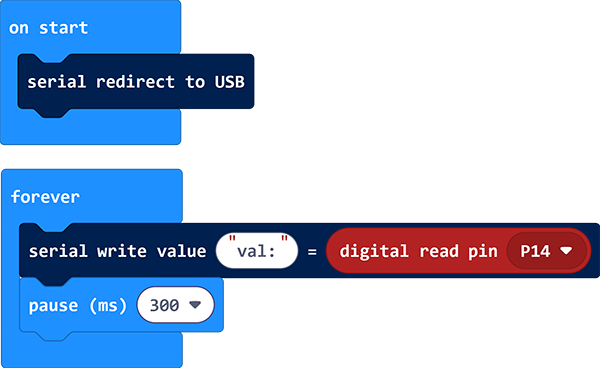 on start
serial redirect to USB
forever
serial write value "val:" = digital read pin P14
pause (ms) 300